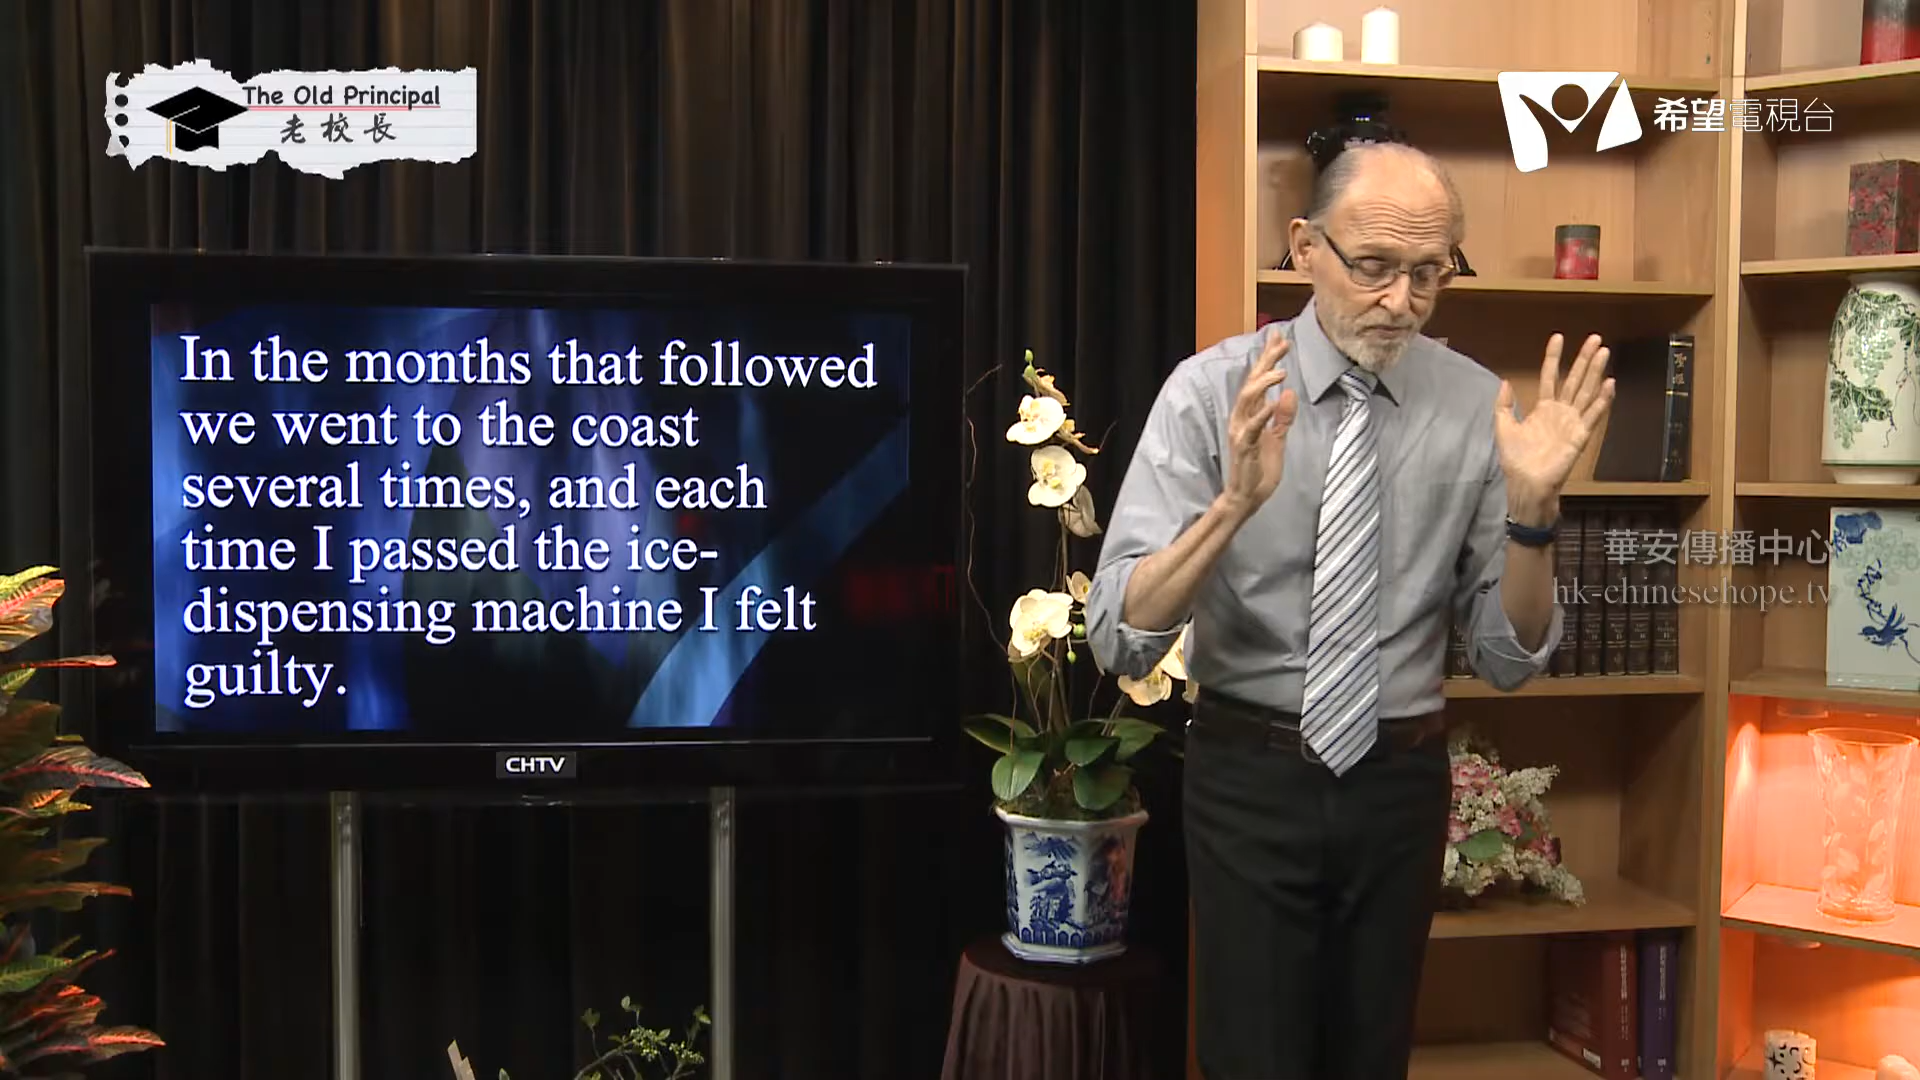 The Old Principal
老校長
希望電視台
In the months that followed
we went to the coast
several times, and each
time I passed the ice-
dispensing machine I felt
guilty.
CHTV
華安傳播中心
hk-chinesehope.tv